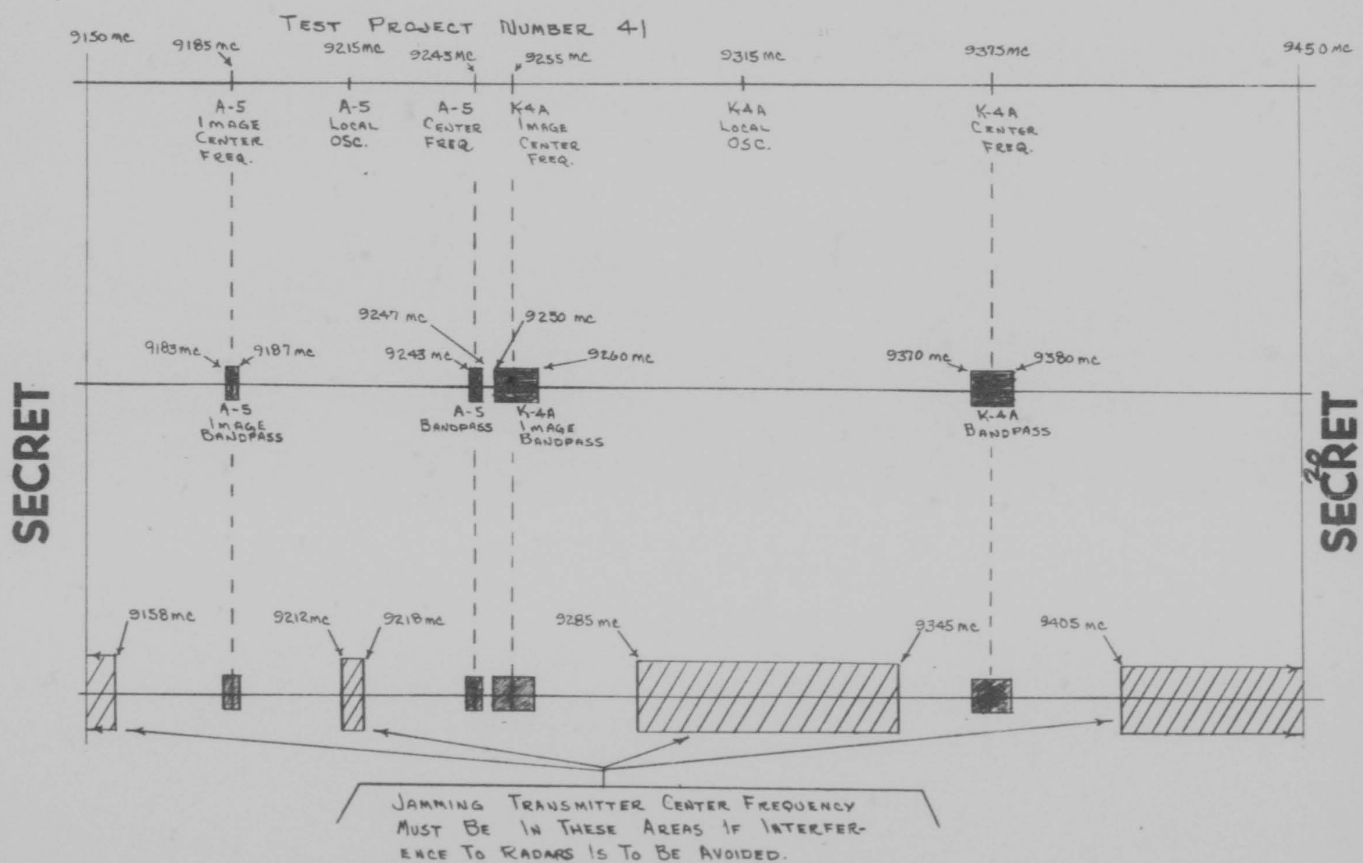 TEST PROJECT NUMBER 41
9150 MC
9185 MC
9215 MC
9245 MC
9255 MC
9315 MC
9375 MC
9450 MC
A-5
IMAGE
CENTER
FREQ.
A-5
LOCAL
OSC.
A-5
CENTER
FREQ
K4A
IMAGE
CENTER
FREQ.
K4A
LOCAL
OSC.
K-4A
CENTER
FREQ.
9183 MC
9187 MC
9247 MC
9243 MC
9250 MC
9260 MC
9370 MC
9380 MC
A-5
IMAGE
BANDPASS
A-5
BANDPASS
K-4A
IMAGE
BANDPASS
K-4A
BANDPASS
SECRET
20
SECRET
9158 MC
9212 MC
9218 MC
9285 MC
9345 MC
9405 MC
JAMMING TRANSMITTER CENTER FREQUENCY
MUST BE IN THESE AREAS IF INTERFER-
ENCE TO RADARS IS TO BE AVOIDED.